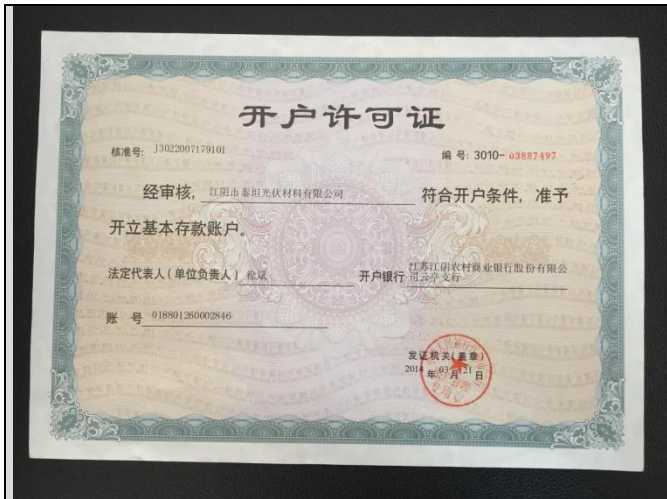 开户许可证
核准号: J3022007179101
编 号: 3010- 03887497
经审核, 江阴市泰坦光伏材料有限公司 符合开户条件, 准予
开立基本存款账户。
法定代表人(单位负责人) 徐斌
开户银行 江苏江阴农村商业银行股份有限公
司云亭支行
账 号 018801260002846
发证机关(盖章)
2014 年 03 月 21 日